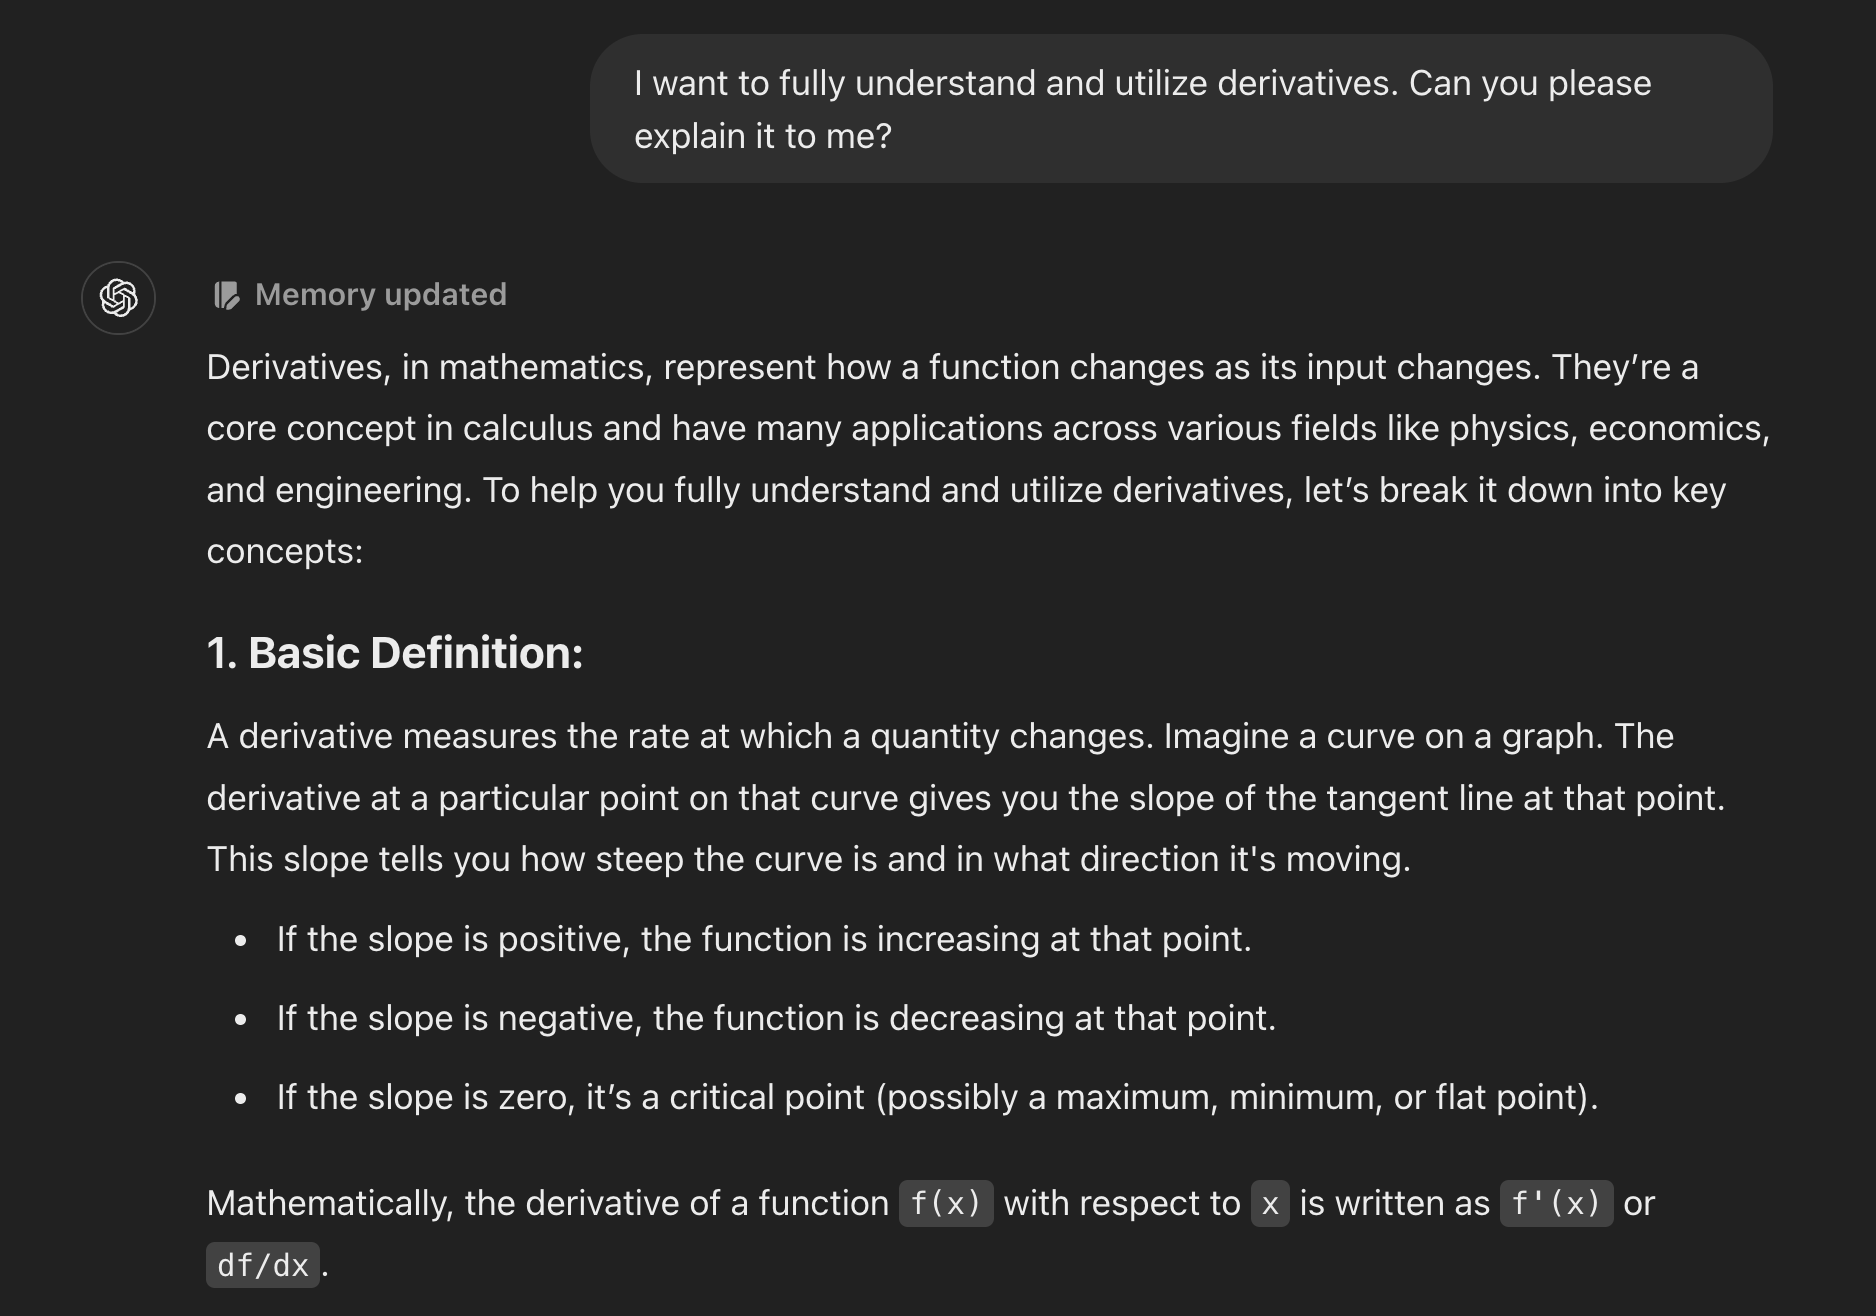 I want to fully understand and utilize derivatives. Can you please
explain it to me?
Memory updated
Derivatives, in mathematics, represent how a function changes as its input changes. They’re a
core concept in calculus and have many applications across various fields like physics, economics,
and engineering. To help you fully understand and utilize derivatives, let’s break it down into key
concepts:
1. Basic Definition:
A derivative measures the rate at which a quantity changes. Imagine a curve on a graph. The
derivative at a particular point on that curve gives you the slope of the tangent line at that point.
This slope tells you how steep the curve is and in what direction it's moving.
• If the slope is positive, the function is increasing at that point.
• If the slope is negative, the function is decreasing at that point.
• If the slope is zero, it’s a critical point (possibly a maximum, minimum, or flat point).
Mathematically, the derivative of a function f(x) with respect to x is written as f'(x) or
df/dx.